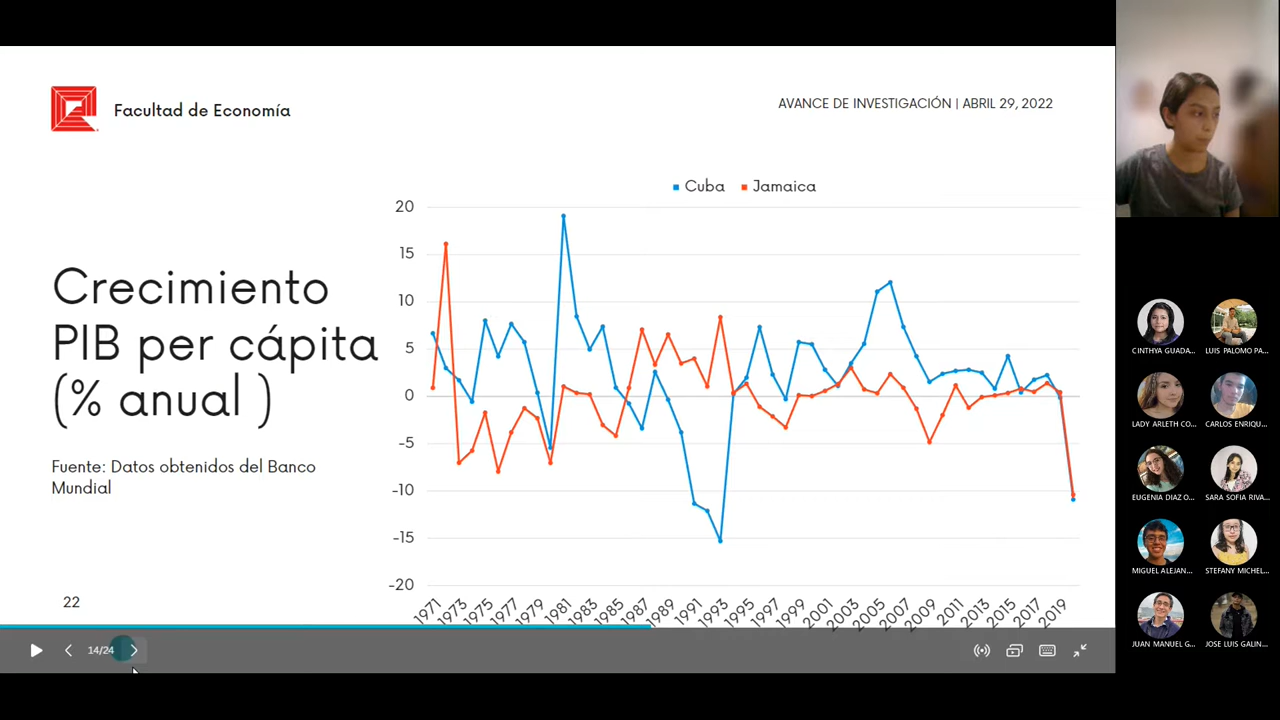 Facultad de Economía
AVANCE DE INVESTIGACIÓN | ABRIL 29, 2022
Crecimiento
PIB per cápita
(% anual )
Fuente: Datos obtenidos del Banco
Mundial
22
Cuba Jamaica
20
15
10
5
0
-5
-10
-15
-20
1971 1973 1975 1977 1979 1981 1983 1985 1987 1989 1991 1993 1995 1997 1999 2001 2003 2005 2007 2009 2011 2013 2015 2017 2019
14/24
CINTHYA GUADA... LUIS PALOMO PA...
LADY ARLETH CO... CARLOS ENRIQU...
EUGENIA DIAZ O... SARA SOFIA RIVA...
MIGUEL ALEJAN... STEFANY MICHEL...
JUAN MANUEL G... JOSE LUIS GALIN...